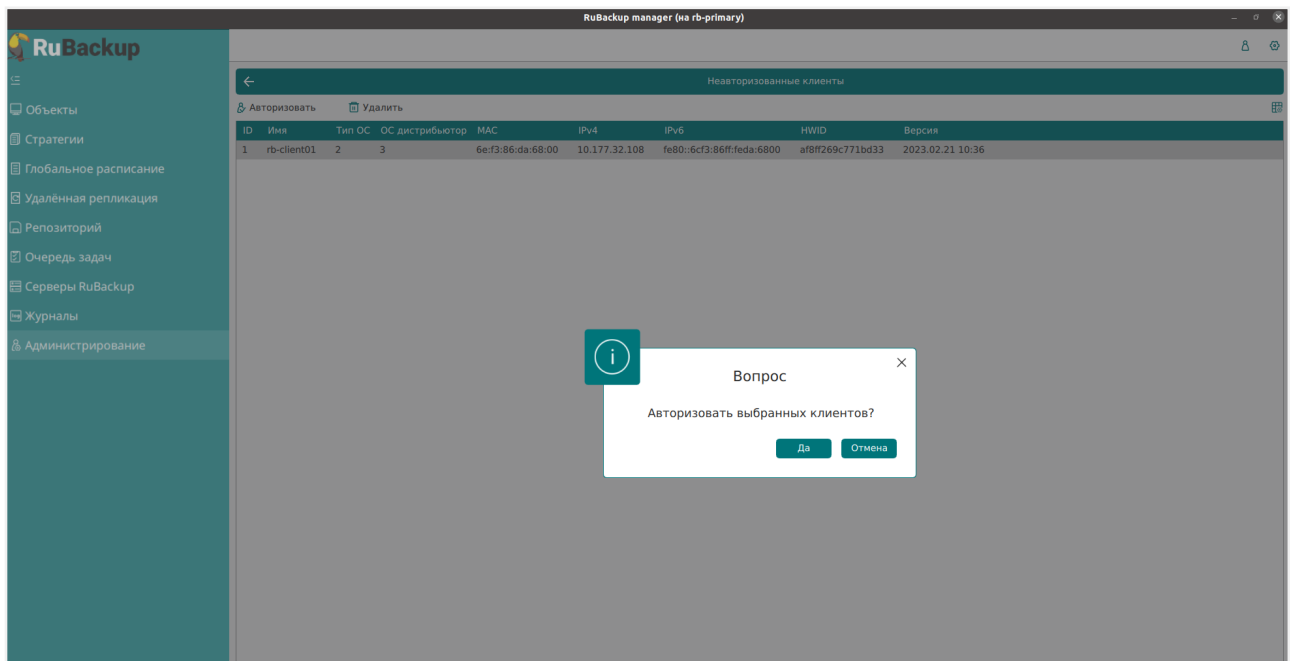 RuBackup manager (на rb-primary)
RuBackup
Неавторизованные клиенты
Авторизовать Удалить
ID Имя Тип ОС ОС дистрибьютор MAC IPv4 IPv6 HWID Версия
1 rb-client01 2 3 6e:f3:86:da:68:00 10.177.32.108 fe80::6cf3:86ff:feda:6800 af8ff269c771bd33 2023.02.21 10:36
Объекты
Стратегии
Глобальное расписание
Удалённая репликация
Репозиторий
Очередь задач
Серверы RuBackup
Журналы
Администрирование
Вопрос
Авторизовать выбранных клиентов?
Да Отмена